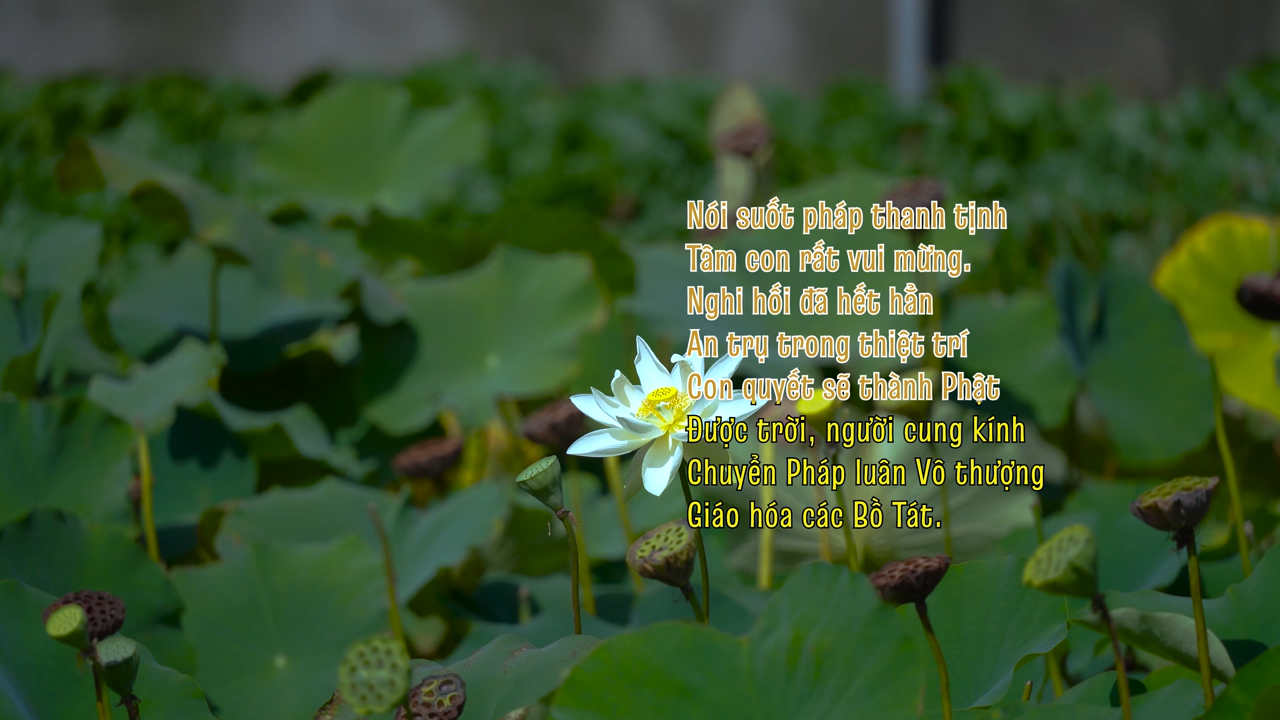 Nói suốt pháp thanh tịnh
Tâm con rất vui mừng.
Nghi hối đã hết hẳn
An trụ trong thiệt trí
Con quyết sẽ thành Phật
Được trời, người cung kính
Chuyển Pháp luân Vô thượng
Giáo hóa các Bồ Tát.